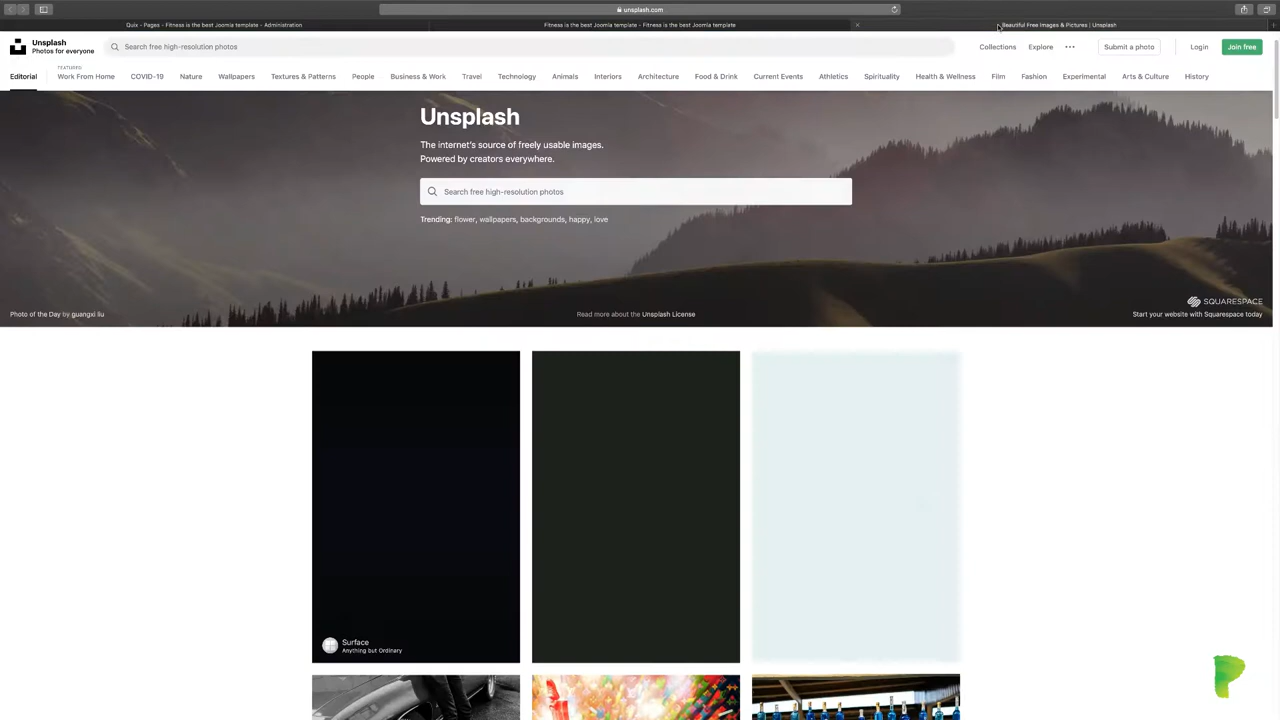 unsplash.com
Quix - Pages - Fitness is the best Joomla template - Administration
Fitness is the best Joomla template - Fitness is the best Joomla template
Beautiful Free Images & Pictures | Unsplash
Unsplash
Photos for everyone
Search free high-resolution photos
Collections
Explore
Submit a photo
Login
Join free
Editorial
FEATURED:
Work From Home
COVID-19
Nature
Wallpapers
Textures & Patterns
People
Business & Work
Travel
Technology
Animals
Interiors
Architecture
Food & Drink
Current Events
Athletics
Spirituality
Health & Wellness
Film
Fashion
Experimental
Arts & Culture
History
Unsplash
The internet's source of freely usable images.
Powered by creators everywhere.
Search free high-resolution photos
Trending: flower, wallpapers, backgrounds, happy, love
Photo of the Day by guangxi liu
Read more about the Unsplash License
SQUARESPACE
Start your website with Squarespace today
Surface
Anything but Ordinary